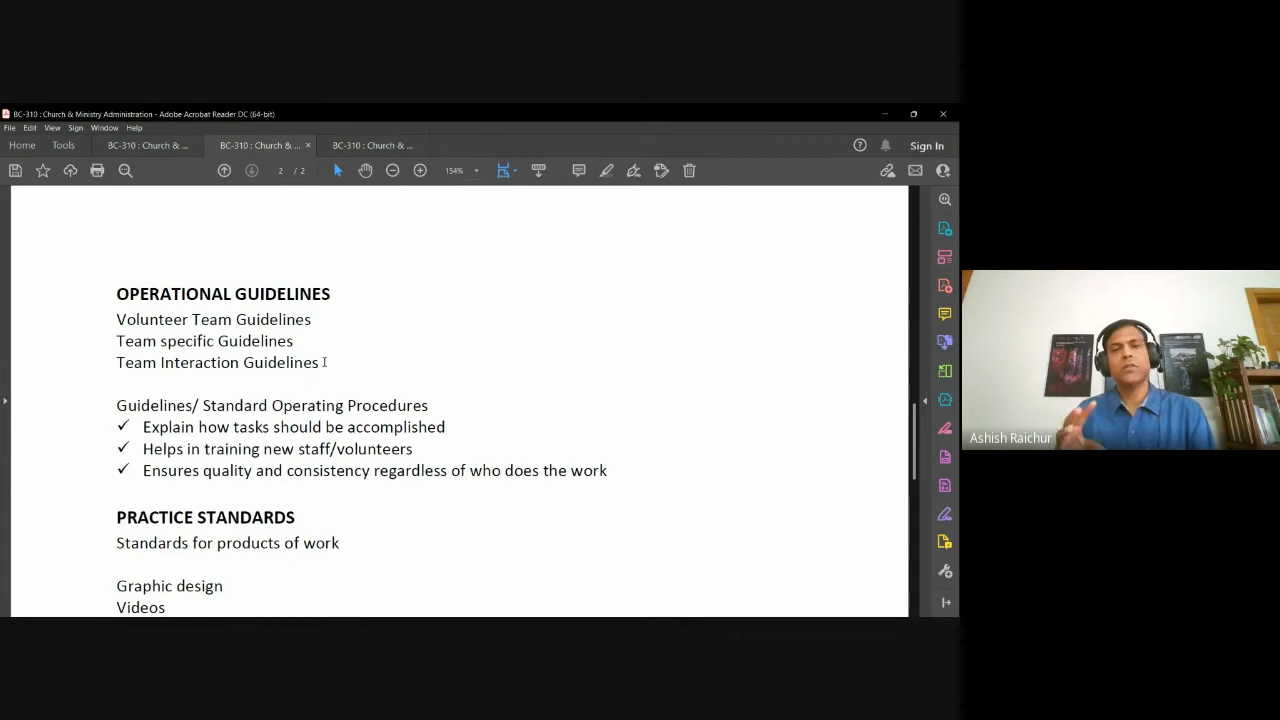 BC-310 : Church & Ministry Administration - Adobe Acrobat Reader DC (64-bit)
File Edit View Sign Window Help
Home Tools BC-310 : Church & ... BC-310 : Church & ... × BC-310 : Church & ... Sign In
2 / 2 154%
OPERATIONAL GUIDELINES
Volunteer Team Guidelines
Team specific Guidelines
Team Interaction Guidelines
Guidelines/ Standard Operating Procedures
✓ Explain how tasks should be accomplished
✓ Helps in training new staff/volunteers
✓ Ensures quality and consistency regardless of who does the work
PRACTICE STANDARDS
Standards for products of work
Graphic design
Videos
Ashish Raichur